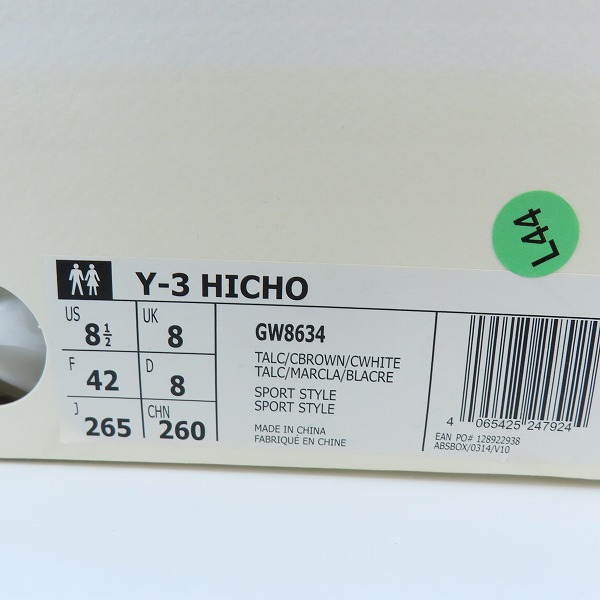 L44
Y-3 HICHO
US 8 1/2 UK 8
F 42 D 8
J 265 CHN 260
GW8634
TALC/CBROWN/CWHITE
TALC/MARCLA/BLACRE
SPORT STYLE
SPORT STYLE
MADE IN CHINA
FABRIQUÉ EN CHINE
4 065425 247924
EAN PO# 128922938
ABSBOX/0314/V10